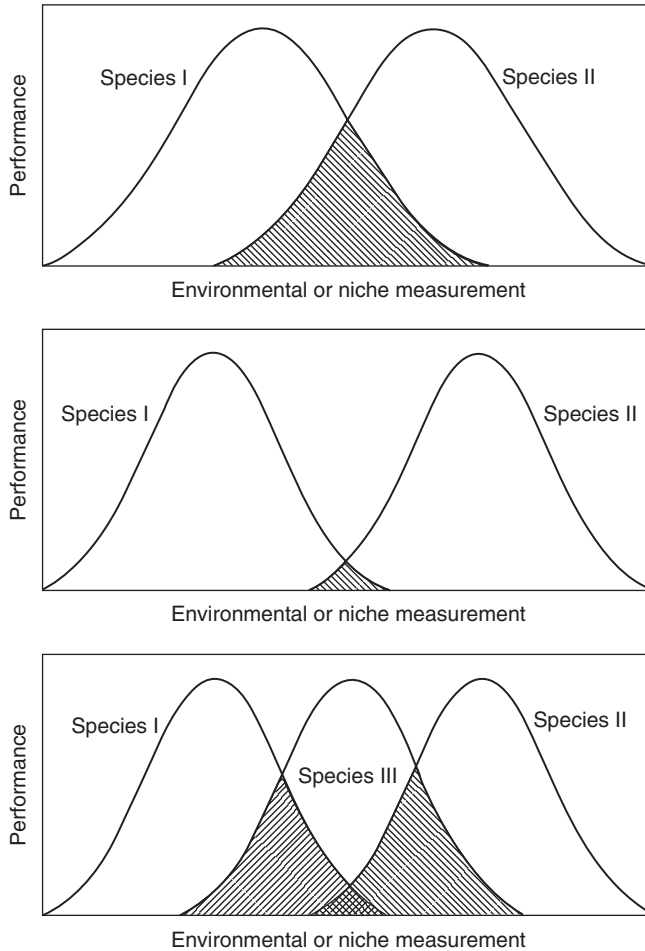 Species I
Species II
Performance
Environmental or niche measurement
Species I
Species II
Performance
Environmental or niche measurement
Species I
Species II
Species III
Performance
Environmental or niche measurement